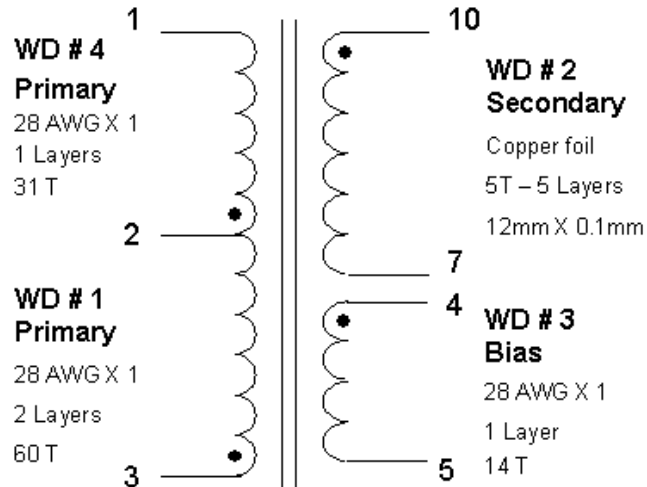 1
WD # 4
Primary
28 AWG X 1
1 Layers
31 T
2
WD # 1
Primary
28 AWG X 1
2 Layers
60 T
3
10
WD # 2
Secondary
Copper foil
5T – 5 Layers
12mm X 0.1mm
7
4
WD # 3
Bias
28 AWG X 1
1 Layer
14 T
5